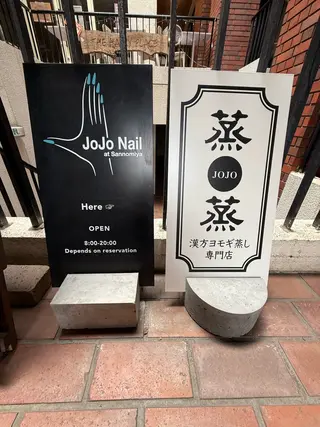 JoJo Nail
at Sannomiya
Here ☞
OPEN
8:00-20:00
Depends on reservation
蒸
JOJO
蒸
漢方ヨモギ蒸し
専門店